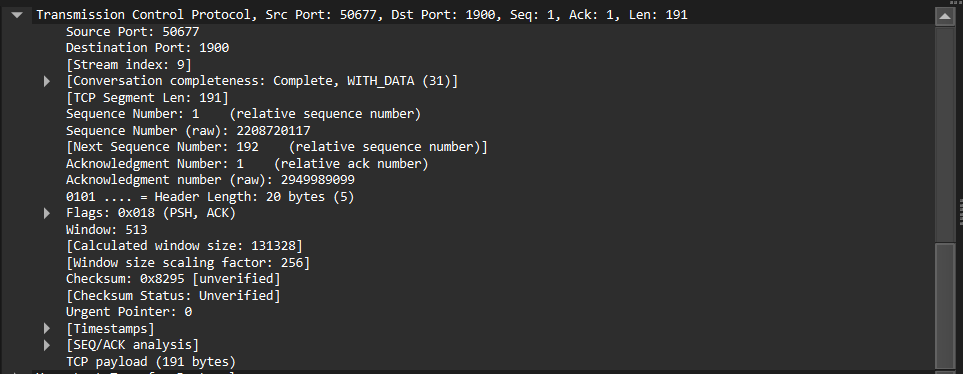 Transmission Control Protocol, Src Port: 50677, Dst Port: 1900, Seq: 1, Ack: 1, Len: 191
Source Port: 50677
Destination Port: 1900
[Stream index: 9]
[Conversation completeness: Complete, WITH_DATA (31)]
[TCP Segment Len: 191]
Sequence Number: 1    (relative sequence number)
Sequence Number (raw): 2208720117
[Next Sequence Number: 192    (relative sequence number)]
Acknowledgment Number: 1    (relative ack number)
Acknowledgment number (raw): 2949989099
0101 .... = Header Length: 20 bytes (5)
Flags: 0x018 (PSH, ACK)
Window: 513
[Calculated window size: 131328]
[Window size scaling factor: 256]
Checksum: 0x8295 [unverified]
[Checksum Status: Unverified]
Urgent Pointer: 0
[Timestamps]
[SEQ/ACK analysis]
TCP payload (191 bytes)